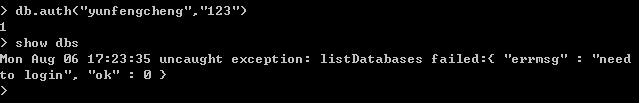 > db.auth("yunfengcheng","123")
1
> show dbs
Mon Aug 06 17:23:35 uncaught exception: listDatabases failed:{ "errmsg" : "need
to login", "ok" : 0 }
>